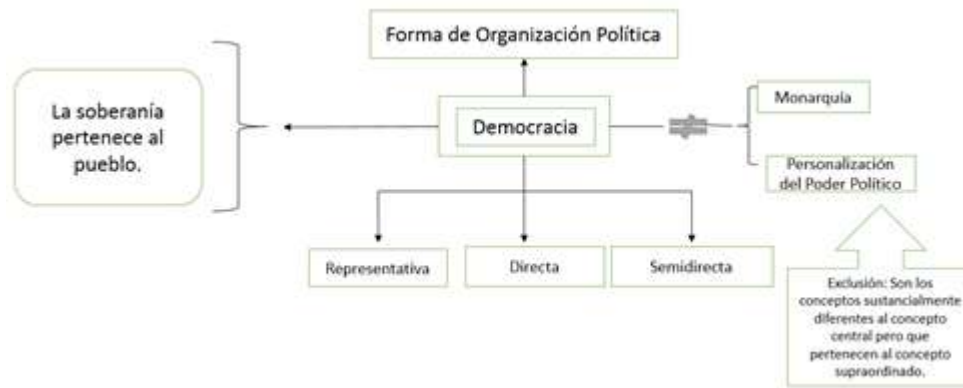 Forma de Organización Política
La soberanía
pertenece al
pueblo.
Democracia
Monarquía
Personalización
del Poder Político
Representativa
Directa
Semidirecta
Exclusión: Son los
conceptos sustancialmente
diferentes al concepto
central pero que
pertenecen al concepto
supraordinado.